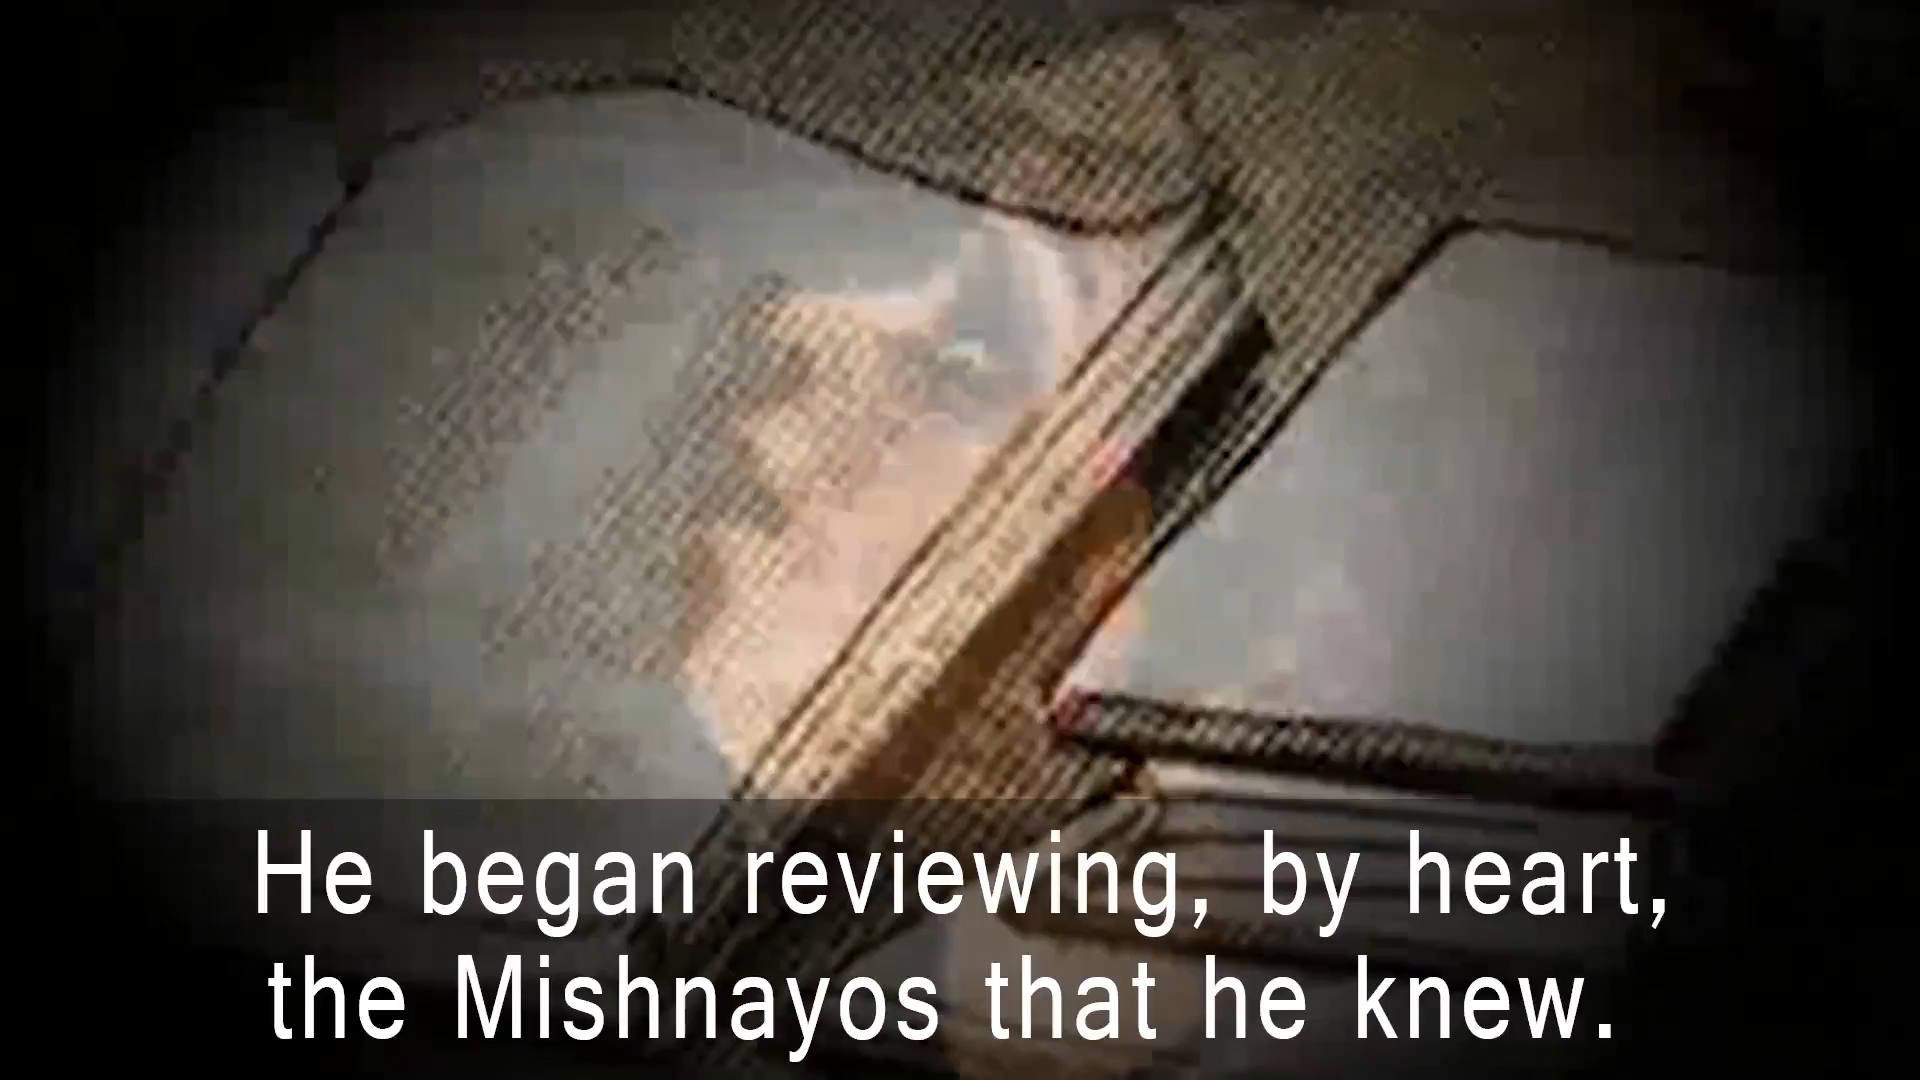 He began reviewing, by heart,
the Mishnayos that he knew.